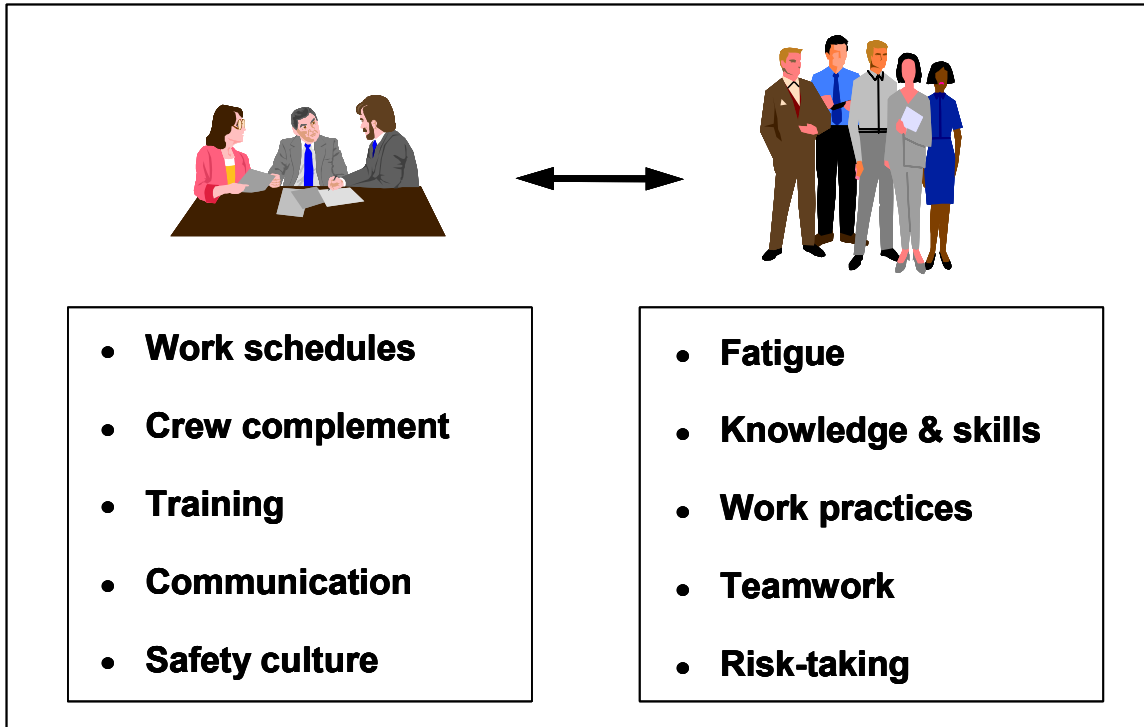 • Work schedules
• Crew complement
• Training
• Communication
• Safety culture
• Fatigue
• Knowledge & skills
• Work practices
• Teamwork
• Risk-taking